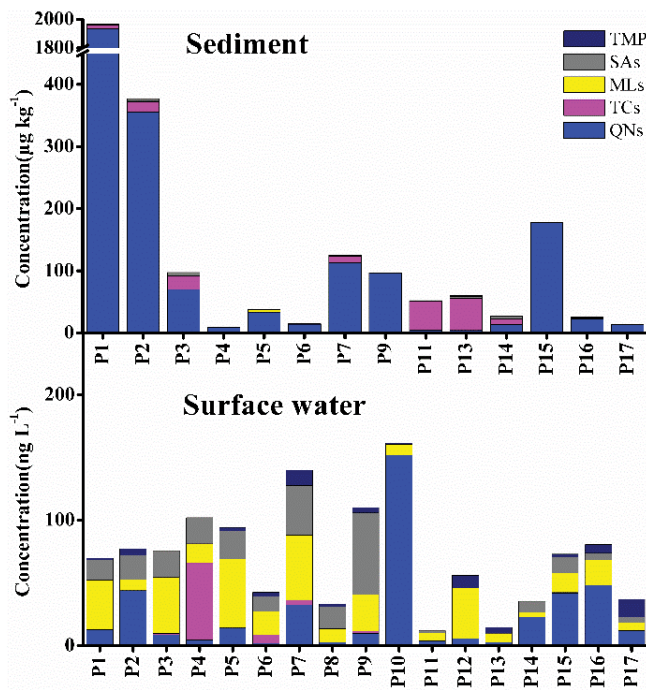 Sediment
Concentration(µg kg⁻¹)
2000
1800
400
300
200
100
0
TMP
SAs
MLs
TCs
QNs
P1 P2 P3 P4 P5 P6 P7 P9 P11 P13 P14 P15 P16 P17
Surface water
Concentration(ng L⁻¹)
200
100
0
P1 P2 P3 P4 P5 P6 P7 P8 P9 P10 P11 P12 P13 P14 P15 P16 P17